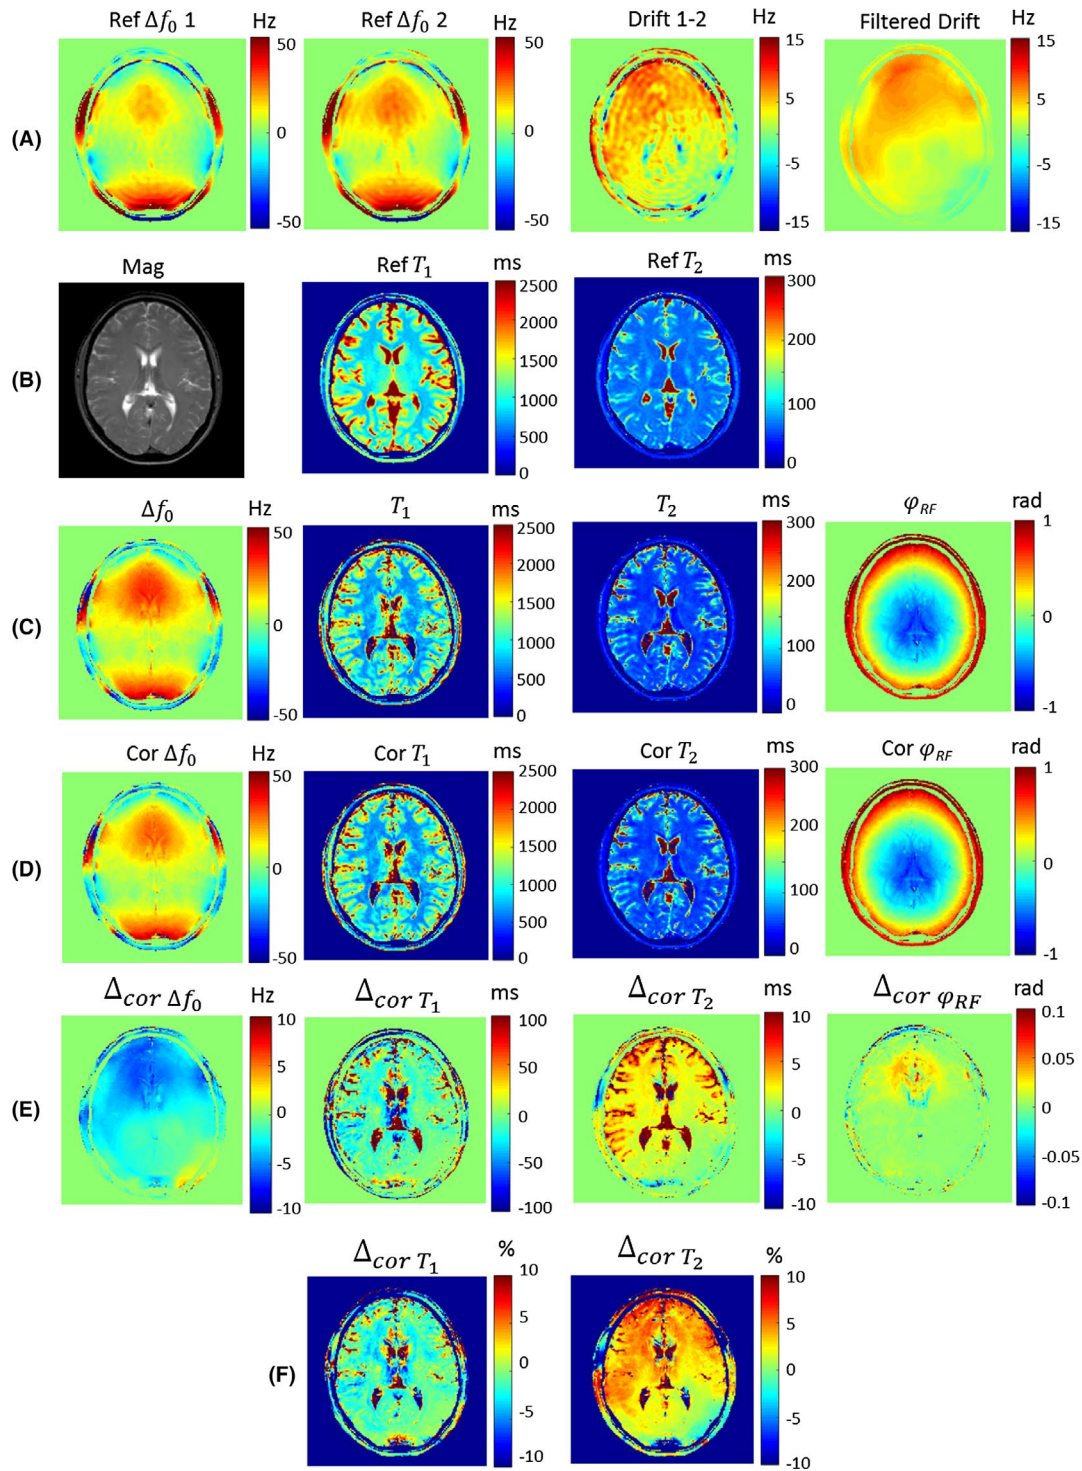 Ref Δf₀ 1 Hz Ref Δf₀ 2 Hz Drift 1-2 Hz Filtered Drift Hz
(A)
50 0 -50
50 0 -50
15 5 -5 -15
15 5 -5 -15
Mag Ref T₁ ms Ref T₂ ms
(B)
2500 2000 1500 1000 500 0
300 200 100 0
Δf₀ Hz T₁ ms T₂ ms φRF rad
(C)
50 0 -50
2500 2000 1500 1000 500 0
300 200 100 0
1 0 -1
Cor Δf₀ Hz Cor T₁ ms Cor T₂ ms Cor φRF rad
(D)
50 0 -50
2500 2000 1500 1000 500 0
300 200 100 0
1 0 -1
Δcor Δf₀ Hz Δcor T₁ ms Δcor T₂ ms Δcor φRF rad
(E)
10 5 0 -5 -10
100 50 0 -50 -100
10 5 0 -5 -10
0.1 0.05 0 -0.05 -0.1
Δcor T₁ % Δcor T₂ %
(F)
10 5 0 -5 -10
10 5 0 -5 -10